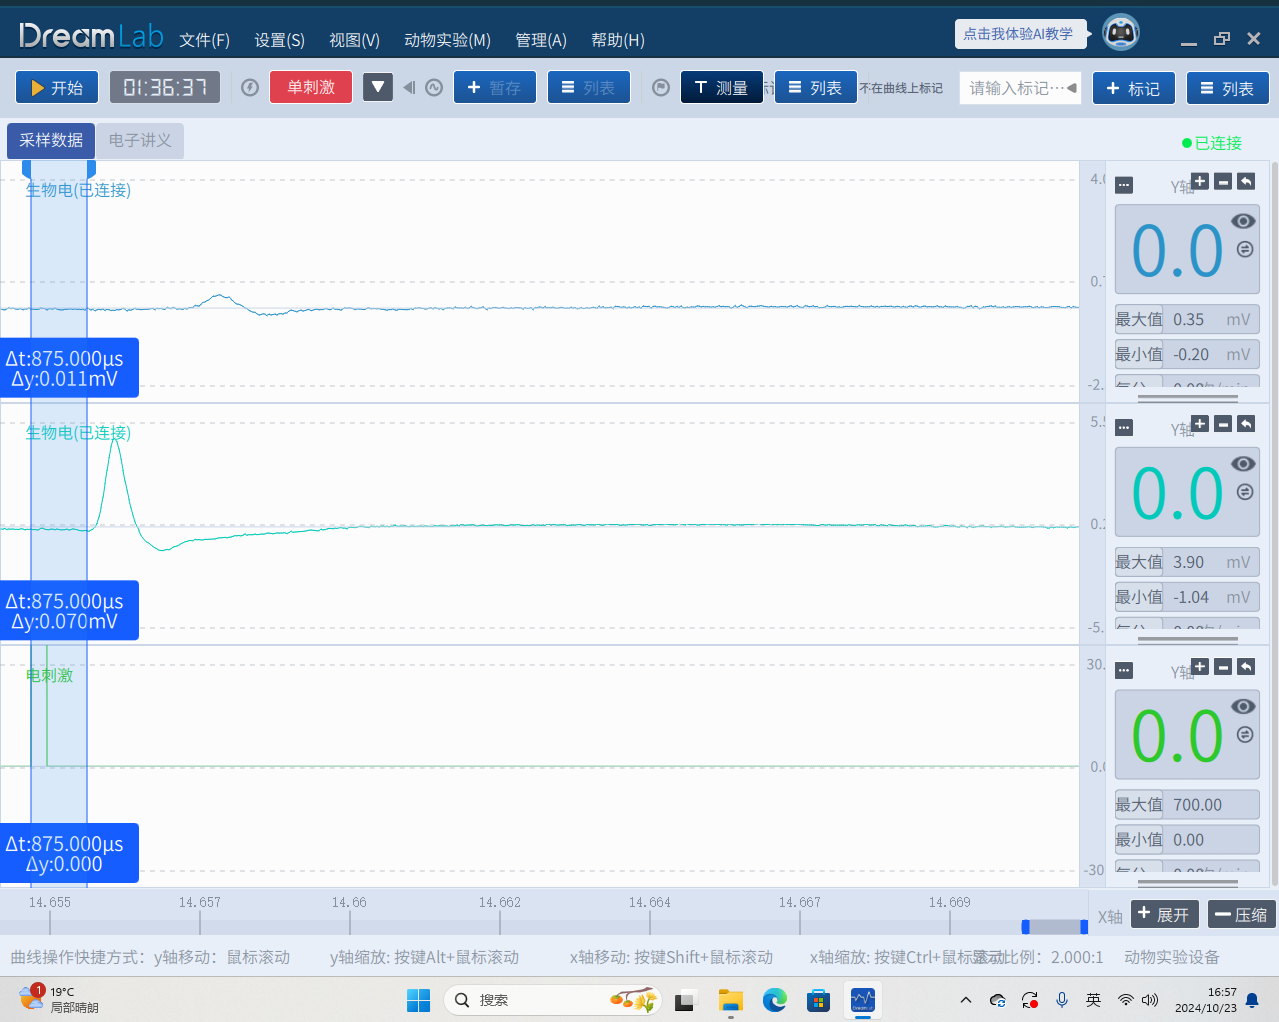 DreamLab 文件(F) 设置(S) 视图(V) 动物实验(M) 管理(A) 帮助(H) 点击我体验AI教学
开始 01:36:37 单刺激 暂存 列表 测量 列表 不在曲线上标记 请输入标记··· 标记 列表
采样数据 电子讲义 已连接
生物电(已连接) 4.0 Y轴
0.0
0.7
最大值 0.35 mV
Δt:875.000μs
Δy:0.011mV
最小值 -0.20 mV
-2.
生物电(已连接) 5.5 Y轴
0.0
0.2
最大值 3.90 mV
Δt:875.000μs
Δy:0.070mV
最小值 -1.04 mV
-5.
电刺激 30. Y轴
0.0
0.0
最大值 700.00
Δt:875.000μs
Δy:0.000
最小值 0.00
-30
14.655 14.657 14.66 14.662 14.664 14.667 14.669 X轴 展开 压缩
曲线操作快捷方式：y轴移动：鼠标滚动 y轴缩放: 按键Alt+鼠标滚动 x轴移动: 按键Shift+鼠标滚动 x轴缩放: 按键Ctrl+鼠标滚动 显示比例：2.000:1 动物实验设备
1 19°C
局部晴朗
搜索 英 16:57
2024/10/23